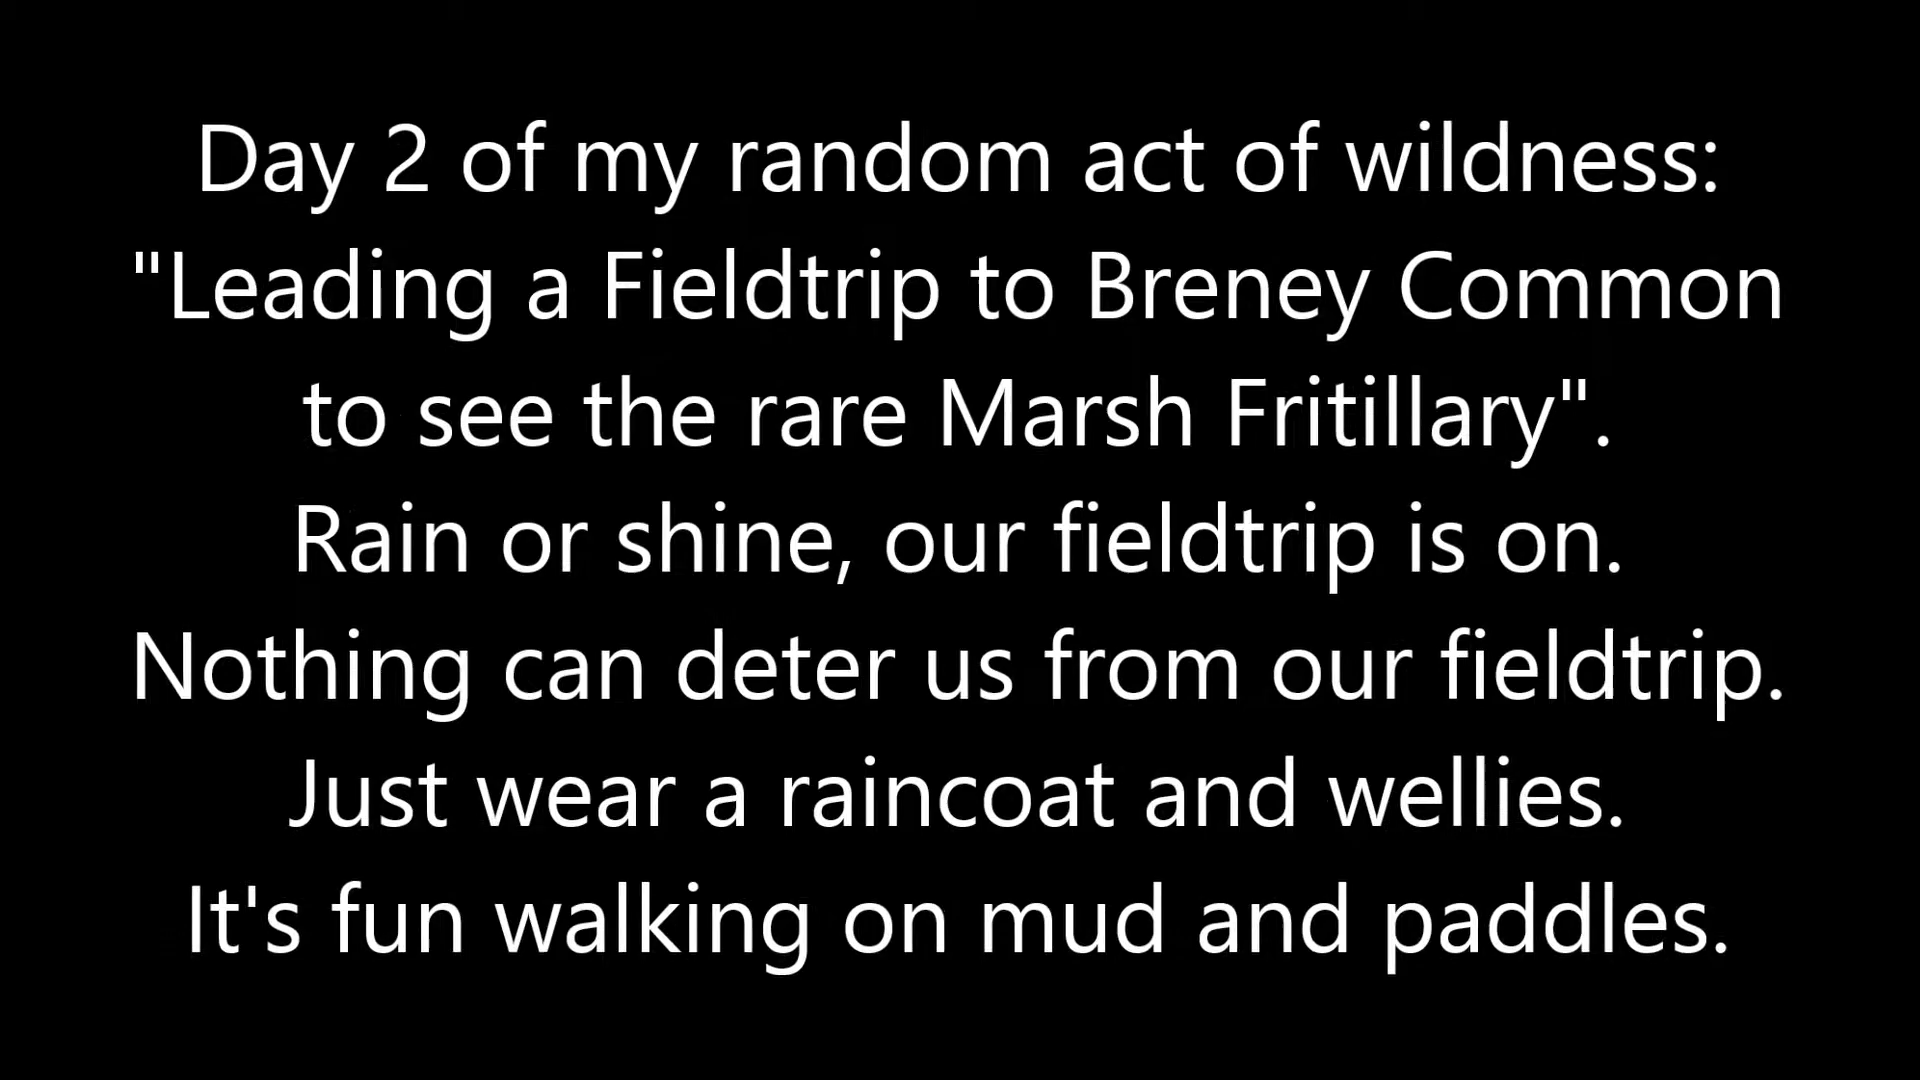 Day 2 of my random act of wildness:
"Leading a Fieldtrip to Breney Common
to see the rare Marsh Fritillary".
Rain or shine, our fieldtrip is on.
Nothing can deter us from our fieldtrip.
Just wear a raincoat and wellies.
It's fun walking on mud and paddles.